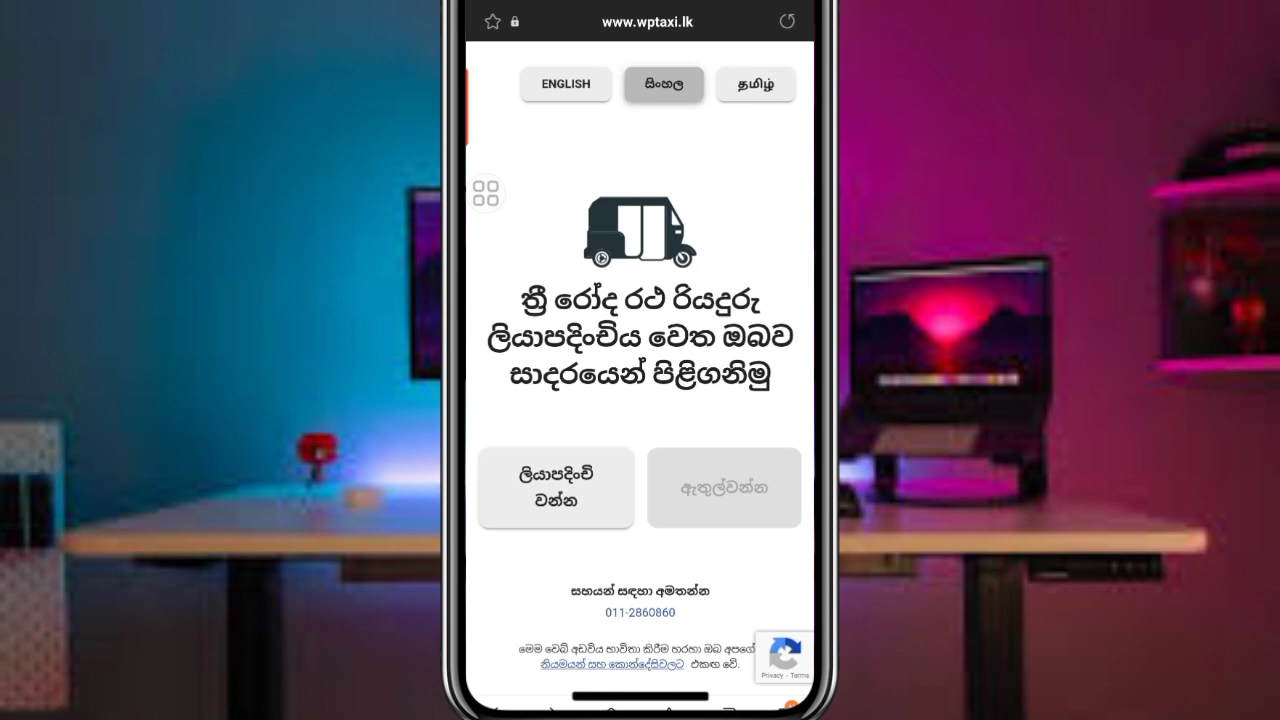 www.wptaxi.lk
ENGLISH
සිංහල
தமிழ்
ත්‍රී රෝද රථ රියදුරු
ලියාපදිංචිය වෙත ඔබව
සාදරයෙන් පිළිගනිමු
ලියාපදිංචි
වන්න
ඇතුල්වන්න
සහයන් සඳහා අමතන්න
011-2860860
මෙම වෙබ් අඩවිය භාවිතා කිරීම හරහා ඔබ අපගේ
නියමයන් සහ කොන්දේසිවලට එකඟ වේ.
Privacy - Terms